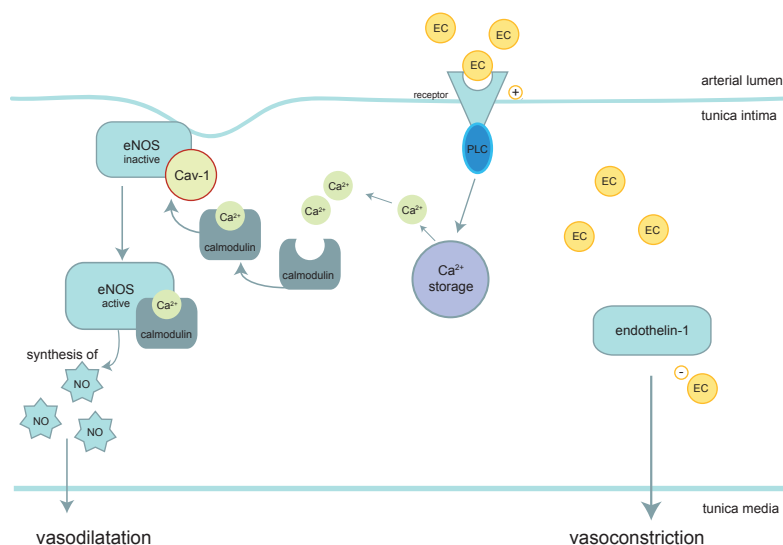 EC
EC
EC
receptor
+
arterial lumen
tunica intima
PLC
eNOS
inactive
Cav-1
Ca²⁺
calmodulin
Ca²⁺
Ca²⁺
calmodulin
Ca²⁺
Ca²⁺
storage
EC
EC
EC
eNOS
active
Ca²⁺
calmodulin
endothelin-1
-
EC
synthesis of
NO
NO
NO
tunica media
vasodilatation
vasoconstriction